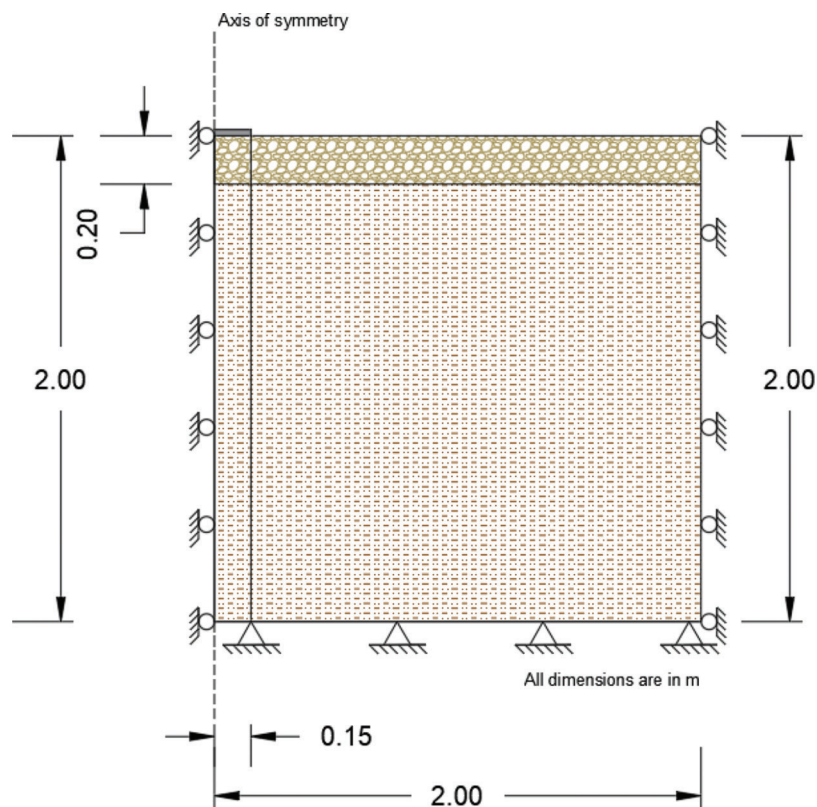 Axis of symmetry
0.20
2.00
2.00
All dimensions are in m
0.15
2.00